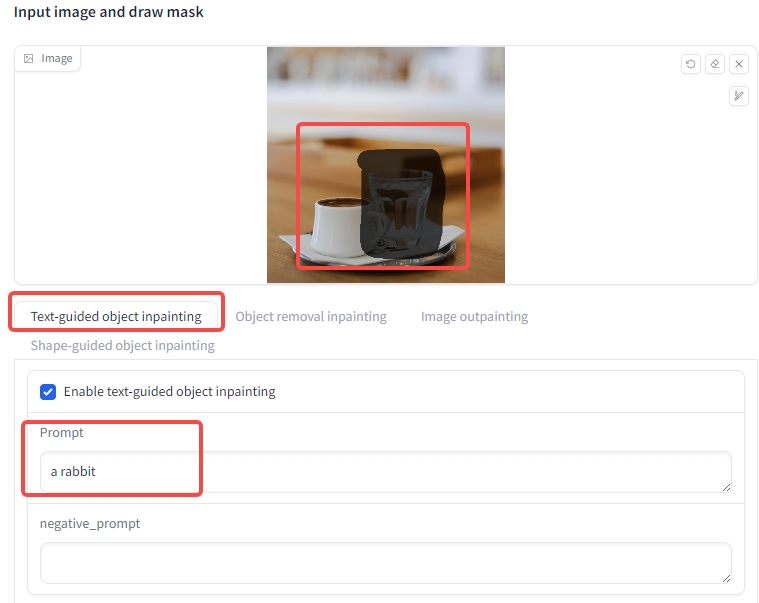 Input image and draw mask
Image
Text-guided object inpainting
Object removal inpainting
Image outpainting
Shape-guided object inpainting
Enable text-guided object inpainting
Prompt
a rabbit
negative_prompt